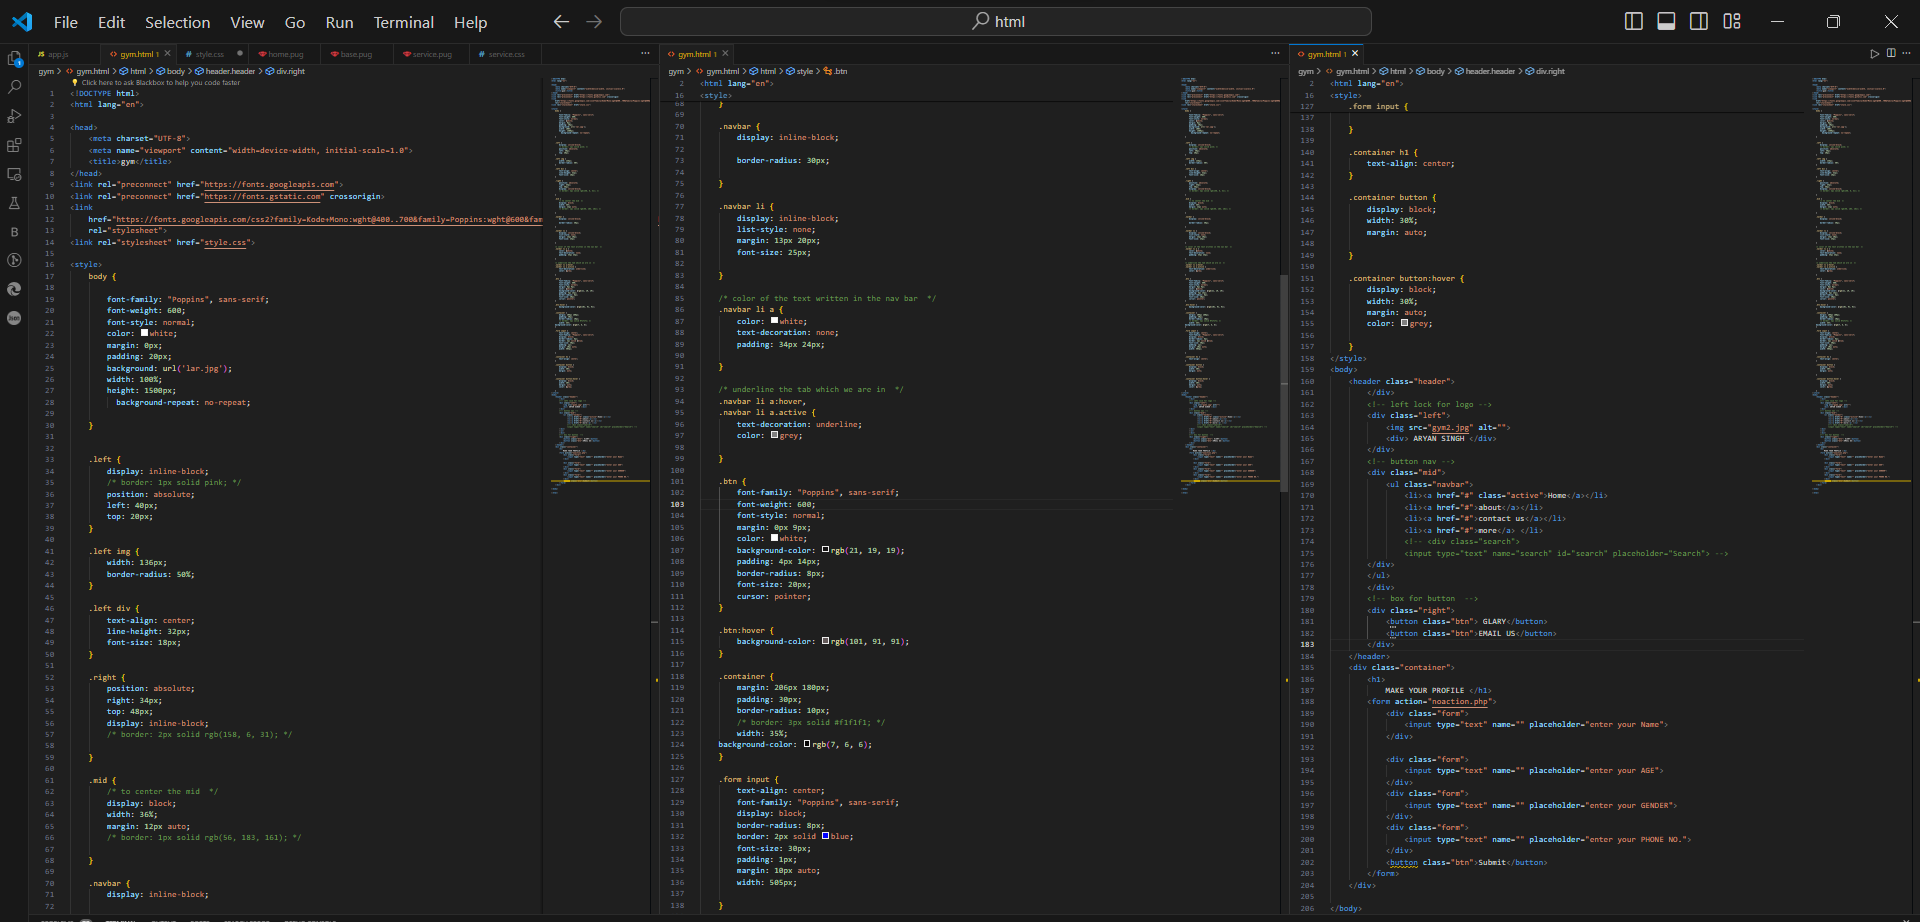 File Edit Selection View Go Run Terminal Help
html
app.js gym.html 1 style.css home.pug base.pug service.pug service.css
gym > gym.html > html > body > header.header > div.right
Click here to ask Blackbox to help you code faster
1 <!DOCTYPE html>
2 <html lang="en">
3
4 <head>
5 <meta charset="UTF-8">
6 <meta name="viewport" content="width=device-width, initial-scale=1.0">
7 <title>gym</title>
8 </head>
9 <link rel="preconnect" href="https://fonts.googleapis.com">
10 <link rel="preconnect" href="https://fonts.gstatic.com" crossorigin>
11 <link
12 href="https://fonts.googleapis.com/css2?family=Kode+Mono:wght@400..700&family=Poppins:wght@600&fam
13 rel="stylesheet">
14 <link rel="stylesheet" href="style.css">
15
16 <style>
17 body {
18
19 font-family: "Poppins", sans-serif;
20 font-weight: 600;
21 font-style: normal;
22 color: white;
23 margin: 0px;
24 padding: 20px;
25 background: url('lar.jpg');
26 width: 100%;
27 height: 1500px;
28 background-repeat: no-repeat;
29
30 }
31
32
33 .left {
34 display: inline-block;
35 /* border: 1px solid pink; */
36 position: absolute;
37 left: 40px;
38 top: 20px;
39 }
40
41 .left img {
42 width: 136px;
43 border-radius: 50%;
44 }
45
46 .left div {
47 text-align: center;
48 line-height: 32px;
49 font-size: 18px;
50 }
51
52 .right {
53 position: absolute;
54 right: 34px;
55 top: 48px;
56 display: inline-block;
57 /* border: 2px solid rgb(158, 6, 31); */
58
59 }
60
61 .mid {
62 /* to center the mid */
63 display: block;
64 width: 36%;
65 margin: 12px auto;
66 /* border: 1px solid rgb(56, 183, 161); */
67
68 }
69
70 .navbar {
71 display: inline-block;
72
gym.html 1
gym > gym.html > html > style > .btn
2 <html lang="en">
16 <style>
68 }
69
70 .navbar {
71 display: inline-block;
72
73 border-radius: 30px;
74
75 }
76
77 .navbar li {
78 display: inline-block;
79 list-style: none;
80 margin: 13px 20px;
81 font-size: 25px;
82
83 }
84
85 /* color of the text written in the nav bar */
86 .navbar li a {
87 color: white;
88 text-decoration: none;
89 padding: 34px 24px;
90
91 }
92
93 /* underline the tab which we are in */
94 .navbar li a:hover,
95 .navbar li a.active {
96 text-decoration: underline;
97 color: grey;
98
99 }
100
101 .btn {
102 font-family: "Poppins", sans-serif;
103 font-weight: 600;
104 font-style: normal;
105 margin: 0px 9px;
106 color: white;
107 background-color: rgb(21, 19, 19);
108 padding: 4px 14px;
109 border-radius: 8px;
110 font-size: 20px;
111 cursor: pointer;
112 }
113
114 .btn:hover {
115 background-color: rgb(101, 91, 91);
116 }
117
118 .container {
119 margin: 206px 180px;
120 padding: 30px;
121 border-radius: 10px;
122 /* border: 3px solid #f1f1f1; */
123 width: 35%;
124 background-color: rgb(7, 6, 6);
125 }
126
127 .form input {
128 text-align: center;
129 font-family: "Poppins", sans-serif;
130 display: block;
131 border-radius: 8px;
132 border: 2px solid blue;
133 font-size: 30px;
134 padding: 1px;
135 margin: 10px auto;
136 width: 505px;
137
138 }
gym.html 1
gym > gym.html > html > body > header.header > div.right
2 <html lang="en">
16 <style>
127 .form input {
137
138 }
139
140 .container h1 {
141 text-align: center;
142 }
143
144 .container button {
145 display: block;
146 width: 30%;
147 margin: auto;
148
149 }
150
151 .container button:hover {
152 display: block;
153 width: 30%;
154 margin: auto;
155 color: grey;
156
157 }
158 </style>
159 <body>
160 <header class="header">
161 </div>
162 <!-- left lock for logo -->
163 <div class="left">
164 <img src="gym2.jpg" alt="">
165 <div> ARYAN SINGH </div>
166 </div>
167 <!-- button nav -->
168 <div class="mid">
169 <ul class="navbar">
170 <li><a href="#" class="active">Home</a></li>
171 <li><a href="#">about</a></li>
172 <li><a href="#">contact us</a></li>
173 <li><a href="#">more</a> </li>
174 <!-- <div class="search">
175 <input type="text" name="search" id="search" placeholder="Search"> -->
176 </div>
177 </ul>
178 </div>
179 <!-- box for button -->
180 <div class="right">
181 <button class="btn"> GLARY</button>
182 <button class="btn">EMAIL US</button>
183 </div>
184 </header>
185 <div class="container">
186 <h1>
187 MAKE YOUR PROFILE </h1>
188 <form action="noaction.php">
189 <div class="form">
190 <input type="text" name="" placeholder="enter your Name">
191 </div>
192
193 <div class="form">
194 <input type="text" name="" placeholder="enter your AGE">
195 </div>
196 <div class="form">
197 <input type="text" name="" placeholder="enter your GENDER">
198 </div>
199 <div class="form">
200 <input type="text" name="" placeholder="enter your PHONE NO.">
201 </div>
202 <button class="btn">Submit</button>
203 </form>
204 </div>
205
206 </body>